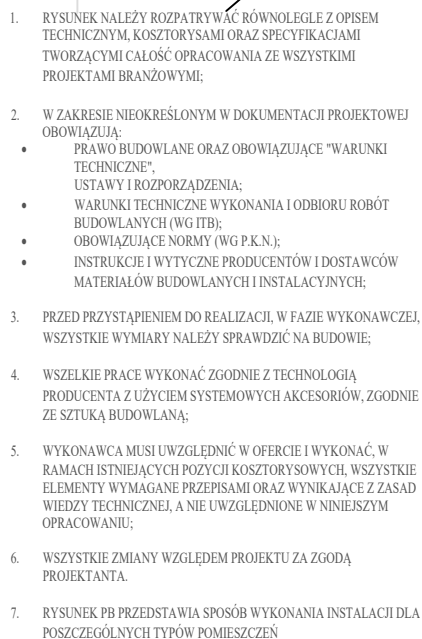 1. RYSUNEK NALEŻY ROZPATRYWAĆ RÓWNOLEGLE Z OPISEM
TECHNICZNYM, KOSZTORYSAMI ORAZ SPECYFIKACJAMI
TWORZĄCYMI CAŁOŚĆ OPRACOWANIA ZE WSZYSTKIMI
PROJEKTAMI BRANŻOWYMI;
2. W ZAKRESIE NIEOKREŚLONYM W DOKUMENTACJI PROJEKTOWEJ
OBOWIĄZUJĄ:
• PRAWO BUDOWLANE ORAZ OBOWIĄZUJĄCE "WARUNKI
TECHNICZNE",
USTAWY I ROZPORZĄDZENIA;
• WARUNKI TECHNICZNE WYKONANIA I ODBIORU ROBÓT
BUDOWLANYCH (WG ITB);
• OBOWIĄZUJĄCE NORMY (WG P.K.N.);
• INSTRUKCJE I WYTYCZNE PRODUCENTÓW I DOSTAWCÓW
MATERIAŁÓW BUDOWLANYCH I INSTALACYJNYCH;
3. PRZED PRZYSTĄPIENIEM DO REALIZACJI, W FAZIE WYKONAWCZEJ,
WSZYSTKIE WYMIARY NALEŻY SPRAWDZIĆ NA BUDOWIE;
4. WSZELKIE PRACE WYKONAĆ ZGODNIE Z TECHNOLOGIĄ
PRODUCENTA Z UŻYCIEM SYSTEMOWYCH AKCESORIÓW, ZGODNIE
ZE SZTUKĄ BUDOWLANĄ;
5. WYKONAWCA MUSI UWZGLĘDNIĆ W OFERCIE I WYKONAĆ, W
RAMACH ISTNIEJĄCYCH POZYCJI KOSZTORYSOWYCH, WSZYSTKIE
ELEMENTY WYMAGANE PRZEPISAMI ORAZ WYNIKAJĄCE Z ZASAD
WIEDZY TECHNICZNEJ, A NIE UWZGLĘDNIONE W NINIEJSZYM
OPRACOWANIU;
6. WSZYSTKIE ZMIANY WZGLĘDEM PROJEKTU ZA ZGODĄ
PROJEKTANTA.
7. RYSUNEK PB PRZEDSTAWIA SPOSÓB WYKONANIA INSTALACJI DLA
POSZCZEGÓLNYCH TYPÓW POMIESZCZEŃ